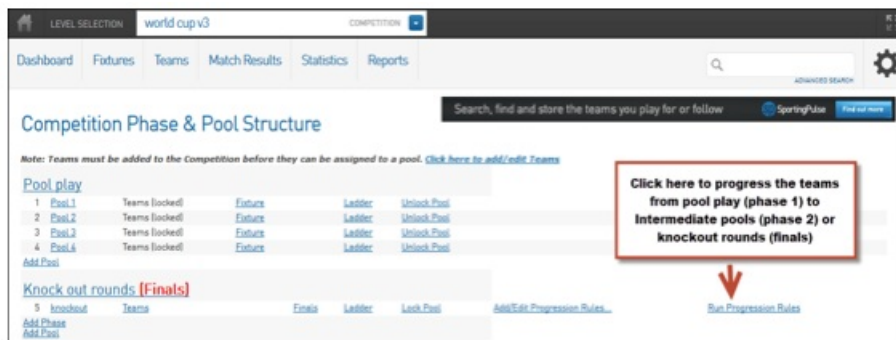 LEVEL SELECTION world cup v3 COMPETITION
Dashboard Fixtures Teams Match Results Statistics Reports
ADVANCED SEARCH
Search, find and store the teams you play for or follow SportingPulse Find out more
Competition Phase & Pool Structure
Note: Teams must be added to the Competition before they can be assigned to a pool. Click here to add/edit Teams
Click here to progress the teams
from pool play (phase 1) to
Intermediate pools (phase 2) or
knockout rounds (finals)
Pool play
1 Pool 1 Teams (locked) Fixture Ladder Unlock Pool
2 Pool 2 Teams (locked) Fixture Ladder Unlock Pool
3 Pool 3 Teams (locked) Fixture Ladder Unlock Pool
4 Pool 4 Teams (locked) Fixture Ladder Unlock Pool
Add Pool
Knock out rounds (Finals)
5 knockout Teams Finals Ladder Lock Pool Add/Edit Progression Rules... Run Progression Rules
Add Phase
Add Pool